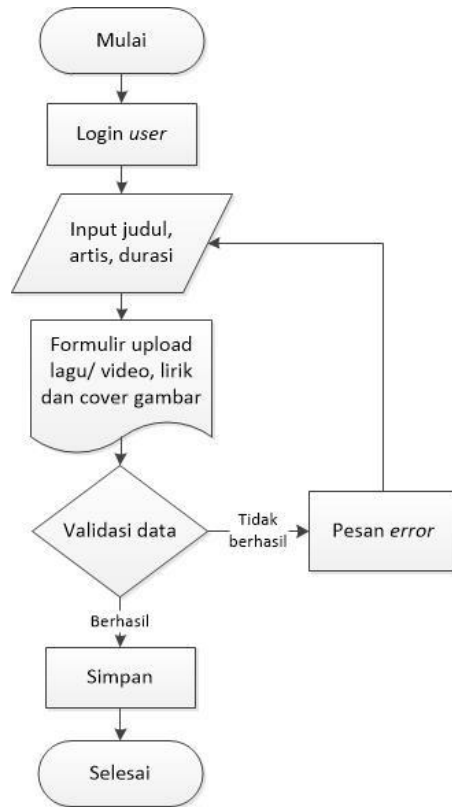 Mulai
Login user
Input judul,
artis, durasi
Formulir upload
lagu/ video, lirik
dan cover gambar
Validasi data
Tidak
berhasil
Pesan error
Berhasil
Simpan
Selesai